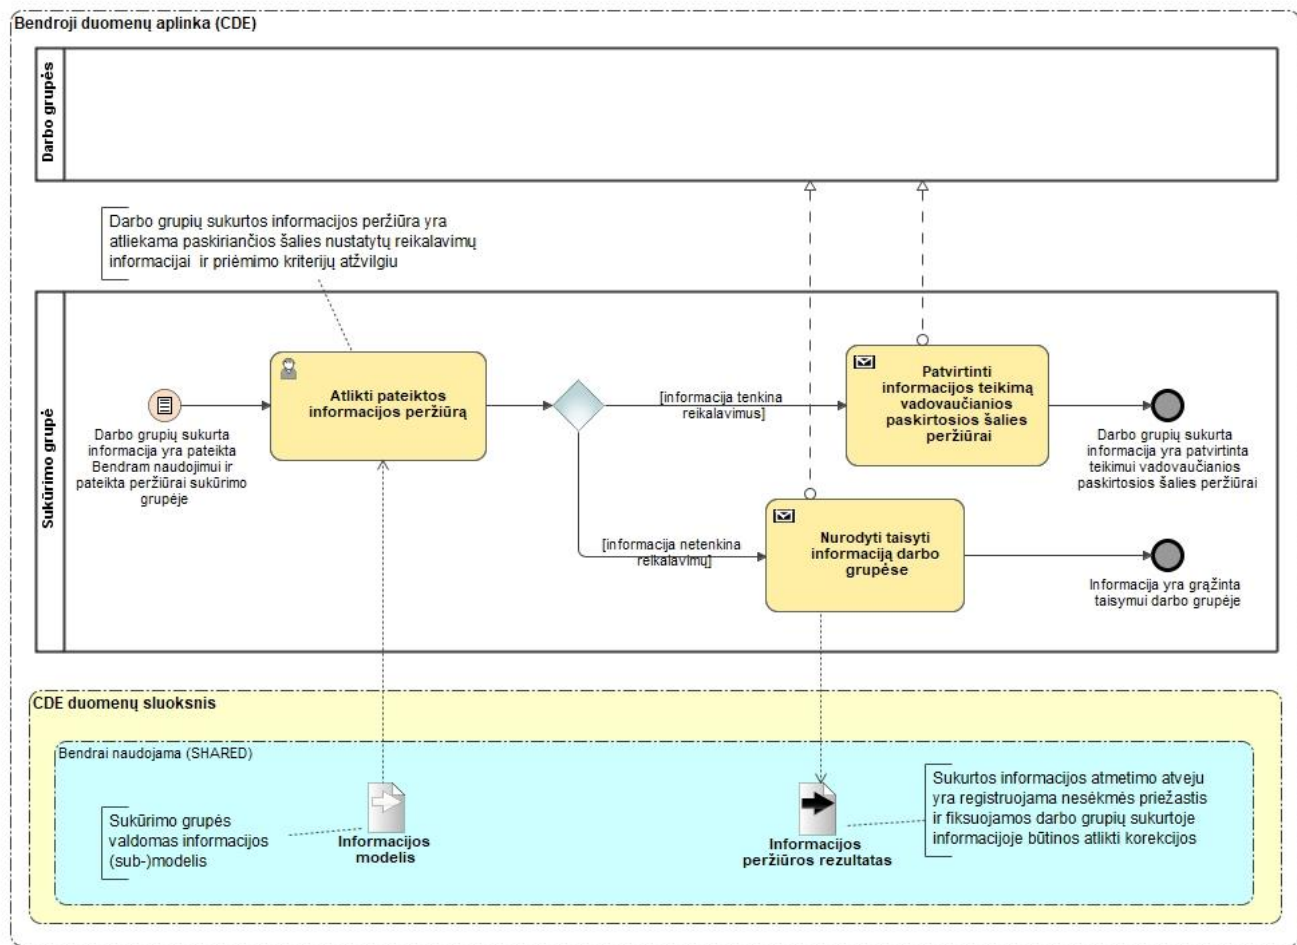 Bendroji duomenų aplinka (CDE)
Darbo grupės
Darbo grupių sukurtos informacijos peržiūra yra
atliekama paskiriančios šalies nustatytų reikalavimų
informacijai ir priėmimo kriterijų atžvilgiu
Sukūrimo grupė
Darbo grupių sukurta
informacija yra pateikta
Bendram naudojimui ir
pateikta peržiūrai sukūrimo
grupėje
Atlikti pateiktos
informacijos peržiūrą
[informacija tenkina
reikalavimus]
Patvirtinti
informacijos teikimą
vadovaučianios
paskirtosios šalies
peržiūrai
Darbo grupių sukurta
informacija yra patvirtinta
teikimui vadovaučianios
paskirtosios šalies peržiūrai
[informacija netenkina
reikalavimų]
Nurodyti taisyti
informaciją darbo
grupėse
Informacija yra grąžinta
taisymui darbo grupėje
CDE duomenų sluoksnis
Bendrai naudojama (SHARED)
Sukūrimo grupės
valdomas informacijos
(sub-)modelis
Informacijos
modelis
Informacijos
peržiūros rezultatas
Sukurtos informacijos atmetimo atveju
yra registruojama nesėkmės priežastis
ir fiksuojamos darbo grupių sukurtoje
informacijoje būtinos atlikti korekcijos